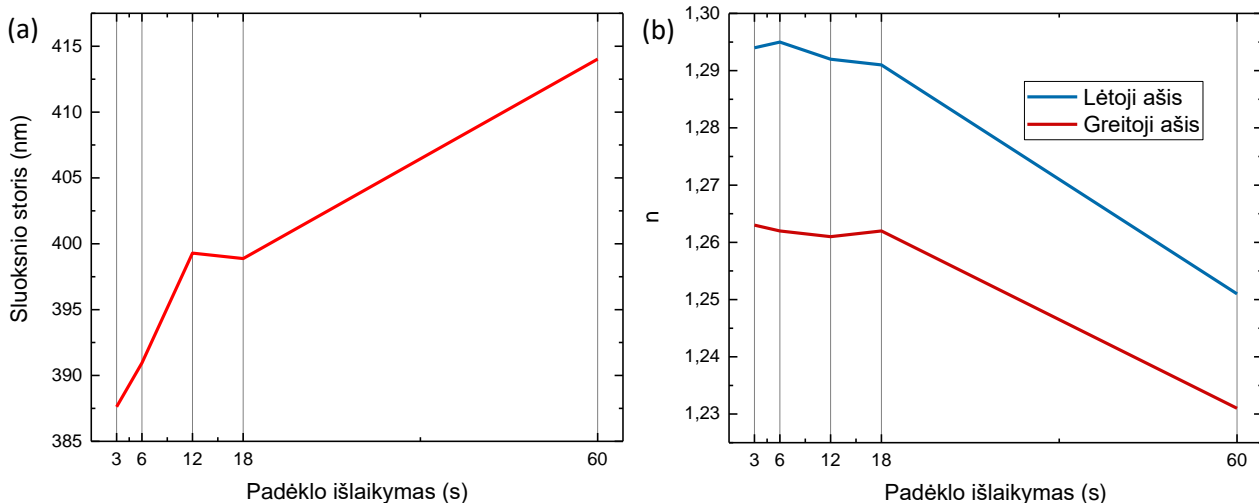 (a)
Sluoksnio storis (nm)
415
410
405
400
395
390
385
3 6 12 18 60
Padėklo išlaikymas (s)
(b)
n
1,30
1,29
1,28
1,27
1,26
1,25
1,24
1,23
Lėtoji ašis
Greitoji ašis
3 6 12 18 60
Padėklo išlaikymas (s)